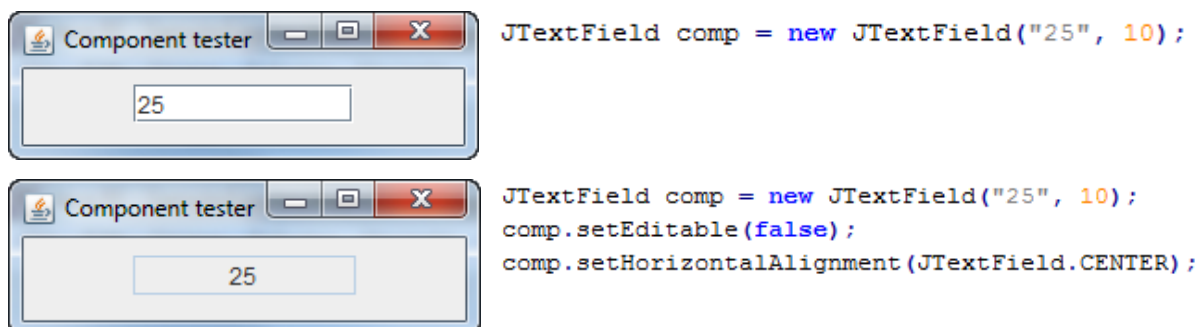 Component tester
JTextField comp = new JTextField("25", 10);
25
Component tester
JTextField comp = new JTextField("25", 10);
comp.setEditable(false);
comp.setHorizontalAlignment(JTextField.CENTER);
25